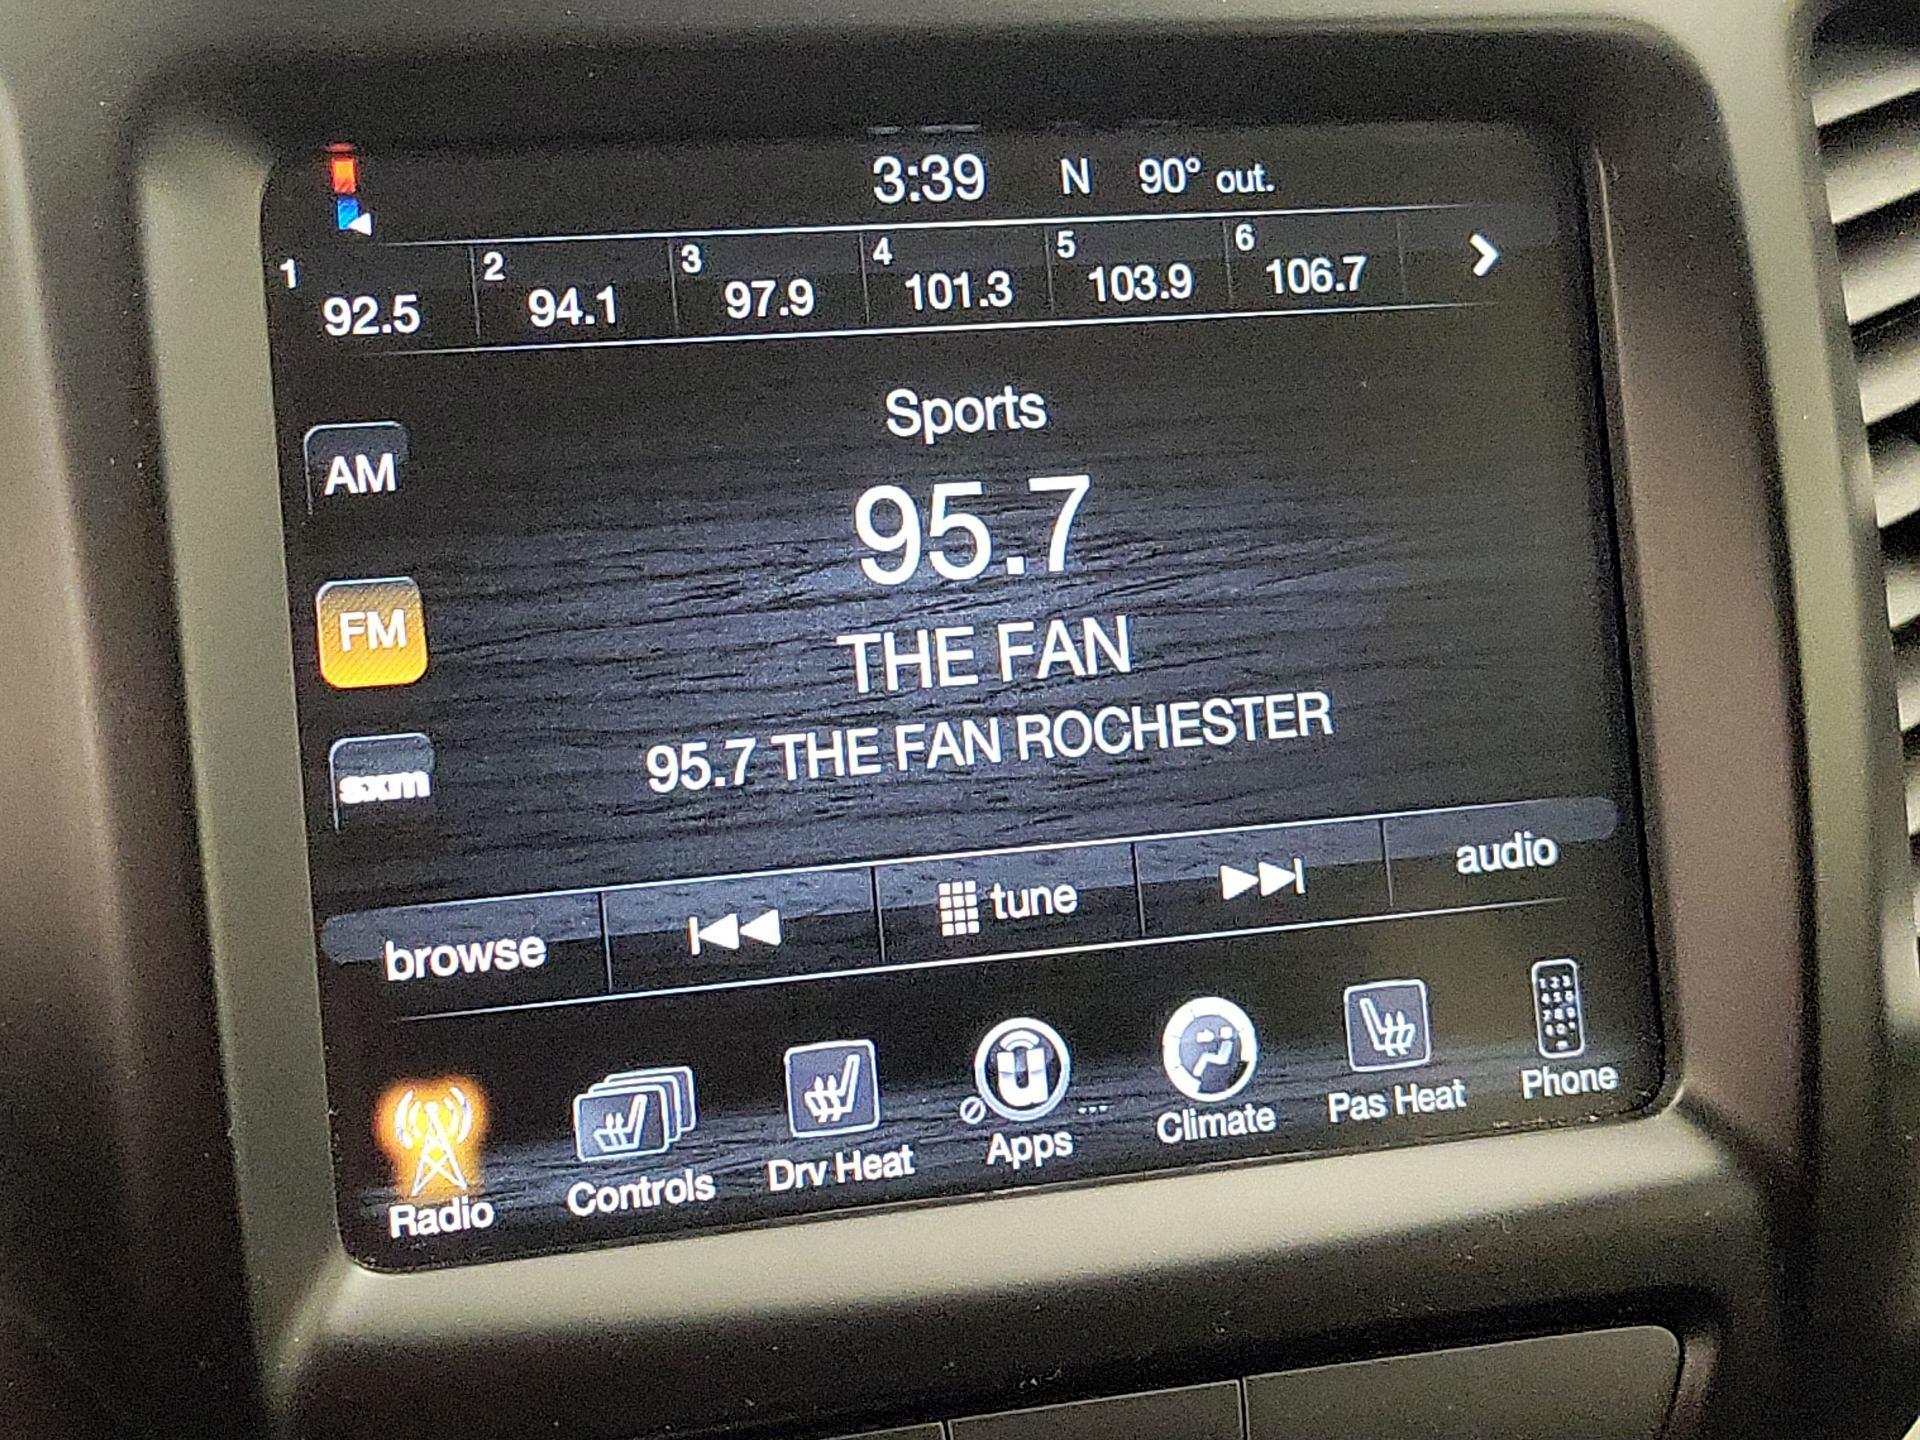 3:39 N 90° out.
1 92.5 2 94.1 3 97.9 4 101.3 5 103.9 6 106.7
Sports
AM
95.7
FM
THE FAN
95.7 THE FAN ROCHESTER
sxm
browse tune audio
Radio Controls Drv Heat Apps Climate Pas Heat Phone